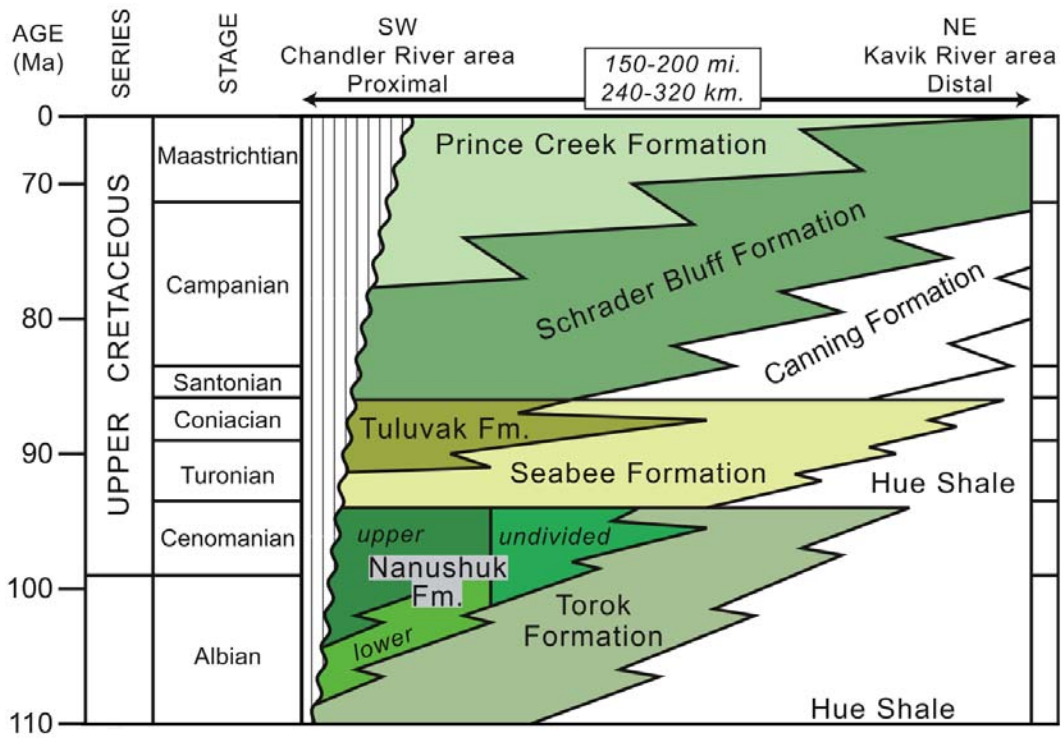 AGE
(Ma)
SERIES
STAGE
SW
Chandler River area
Proximal
150-200 mi.
240-320 km.
NE
Kavik River area
Distal
0
70
80
90
100
110
UPPER CRETACEOUS
Maastrichtian
Campanian
Santonian
Coniacian
Turonian
Cenomanian
Albian
Prince Creek Formation
Schrader Bluff Formation
Canning Formation
Tuluvak Fm.
Seabee Formation
Hue Shale
upper
undivided
Nanushuk
Fm.
lower
Torok
Formation
Hue Shale